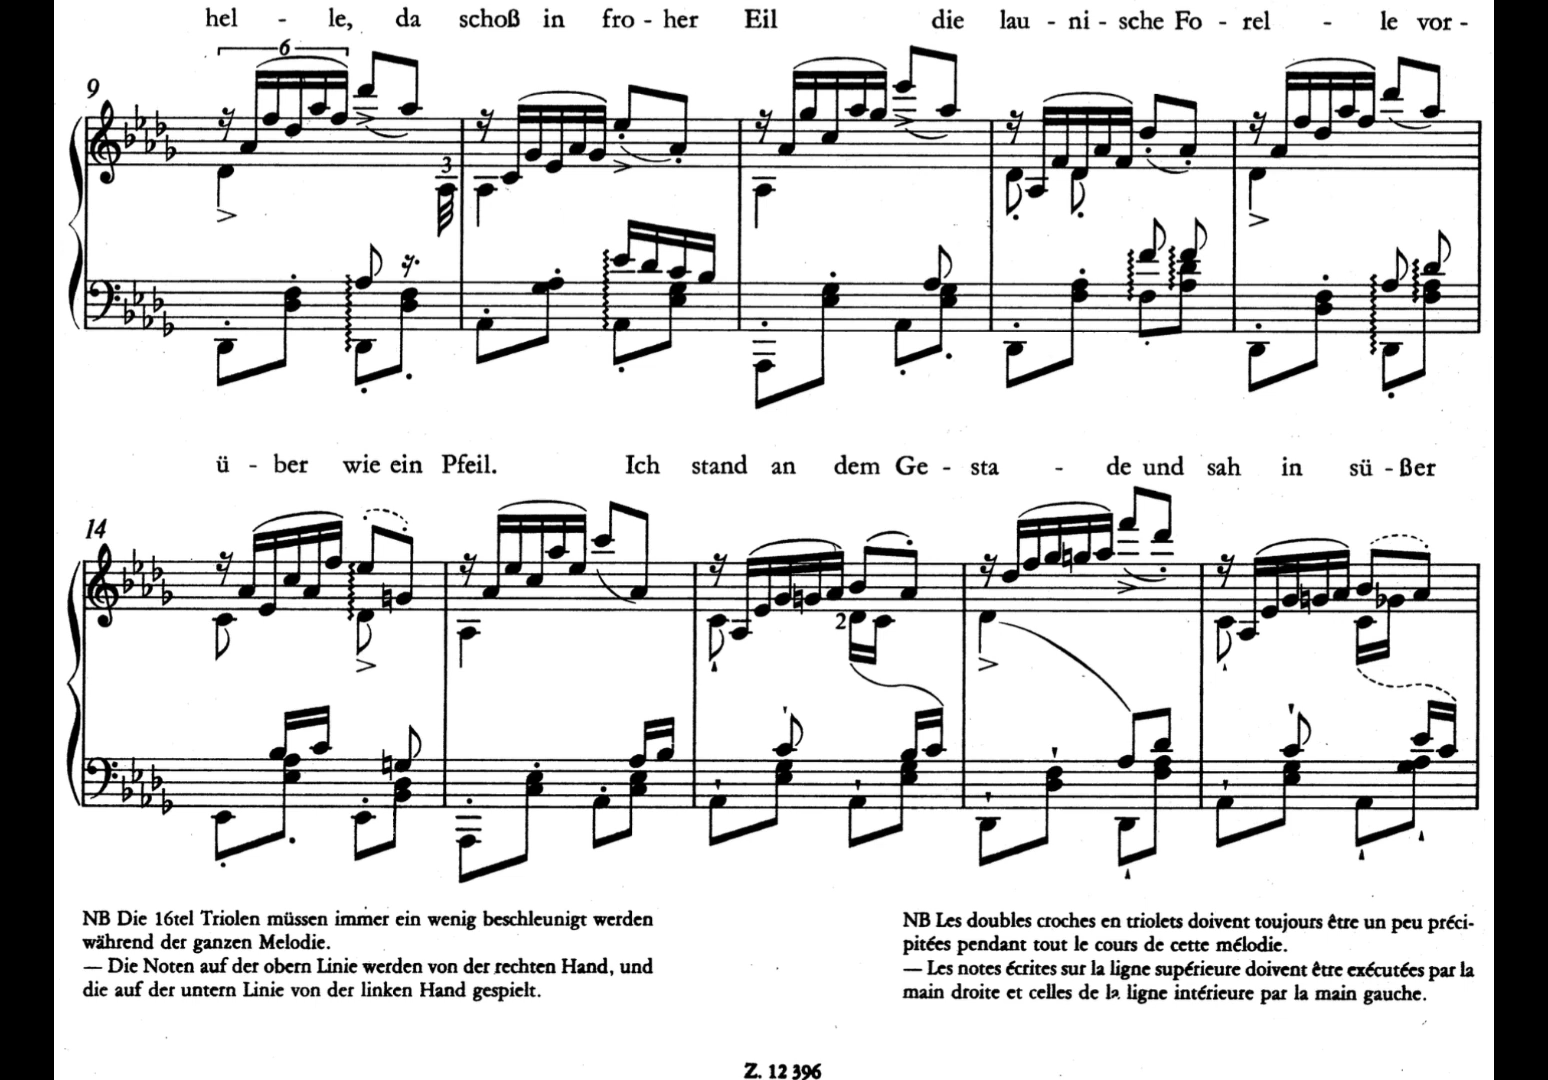 hel - le, da schoß in fro - her Eil die lau - ni - sche Fo - rel - le vor -
6
9
3
ü - ber wie ein Pfeil. Ich stand an dem Ge - sta - de und sah in sü - ßer
14
2
NB Die 16tel Triolen müssen immer ein wenig beschleunigt werden
während der ganzen Melodie.
— Die Noten auf der obern Linie werden von der rechten Hand, und
die auf der untern Linie von der linken Hand gespielt.
NB Les doubles croches en triolets doivent toujours être un peu préci-
pitées pendant tout le cours de cette mélodie.
— Les notes écrites sur la ligne supérieure doivent être exécutées par la
main droite et celles de la ligne intérieure par la main gauche.
Z. 12 396